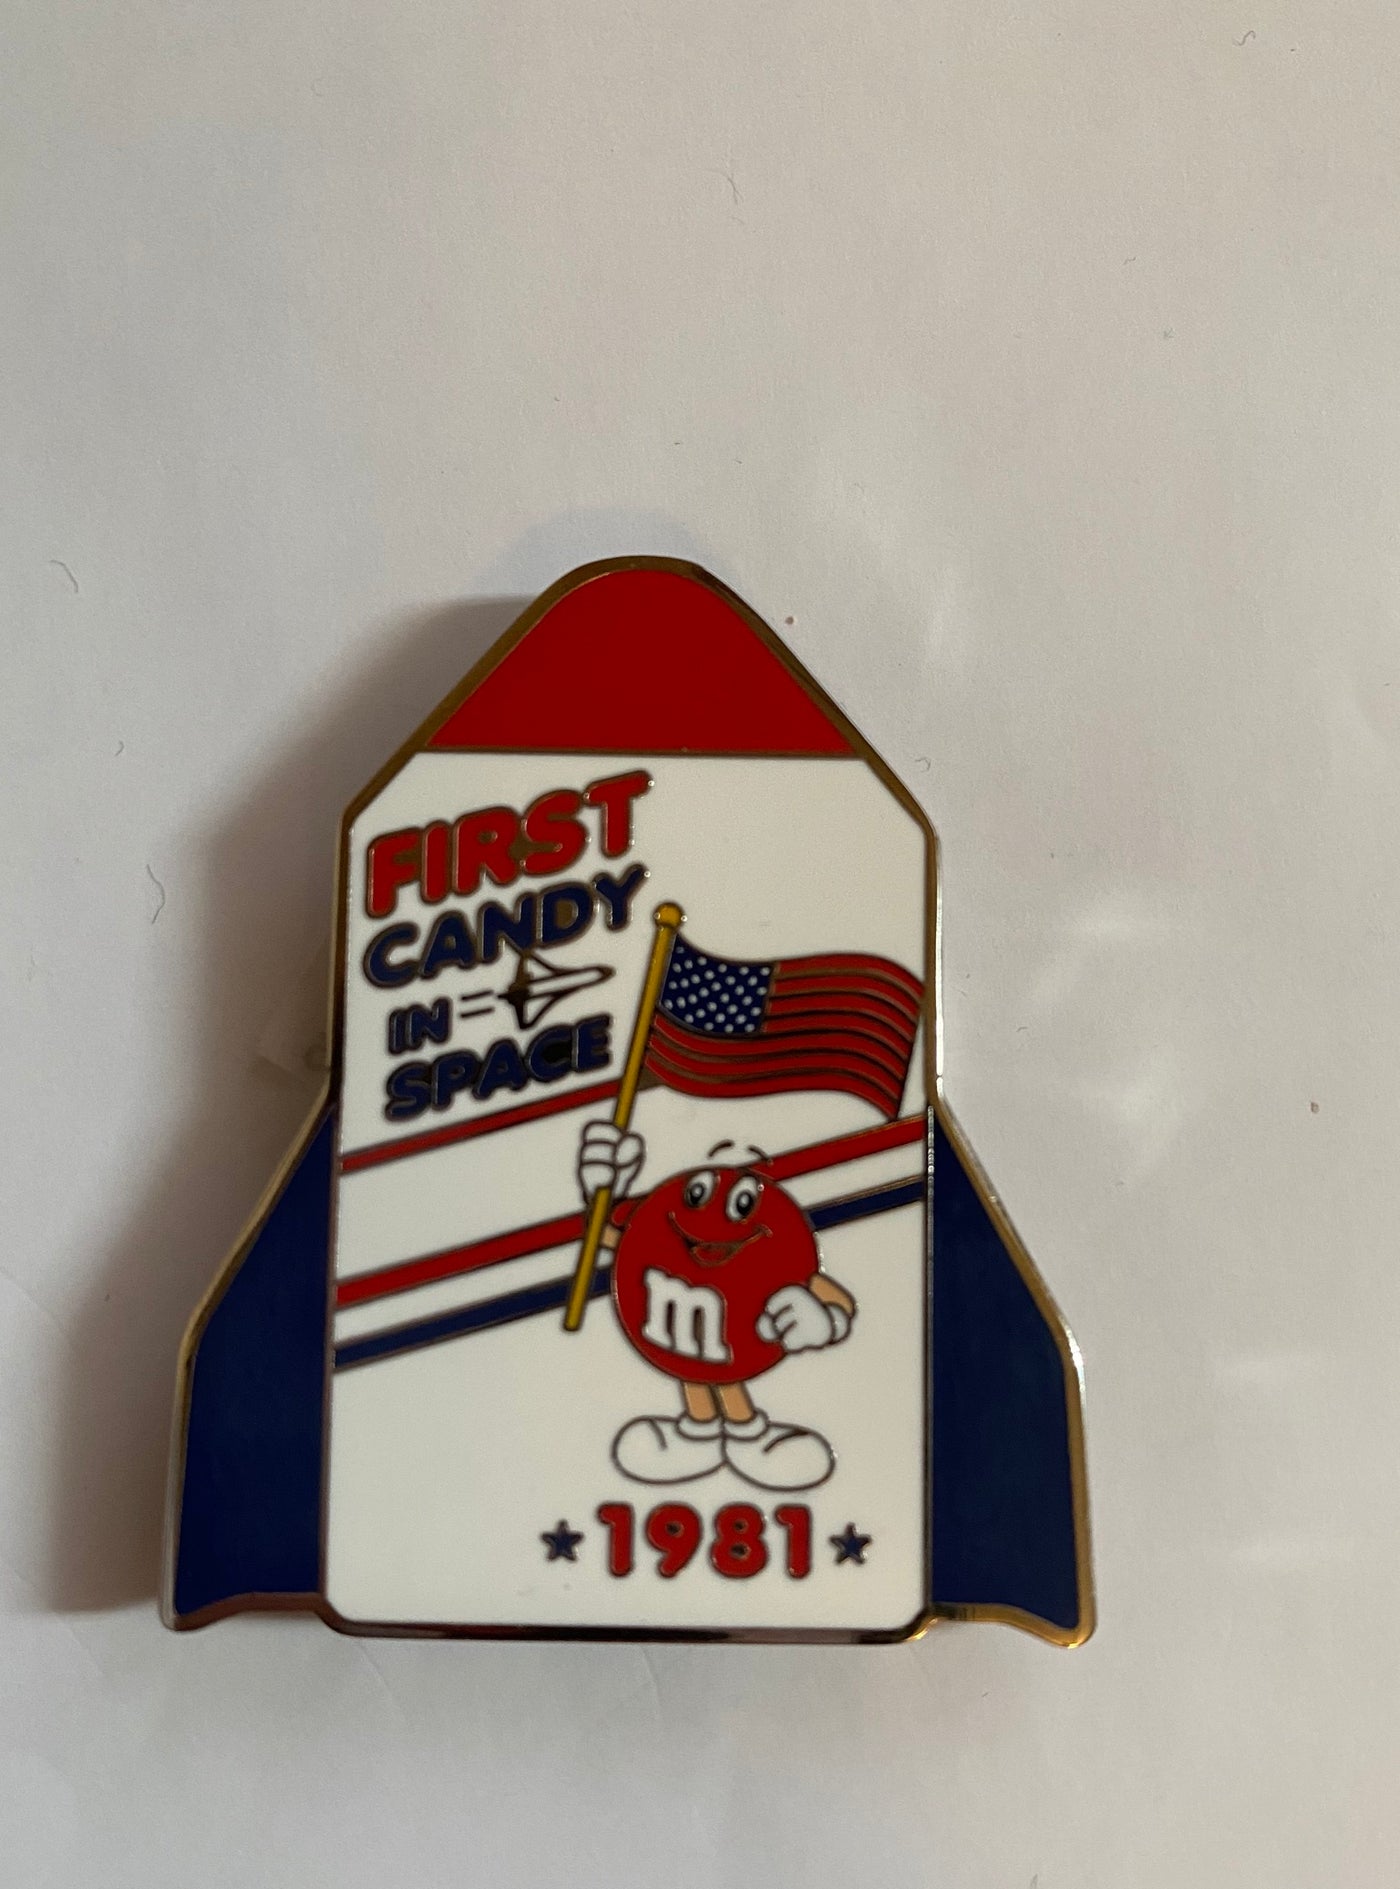 FIRST
CANDY
IN
SPACE
m
1981